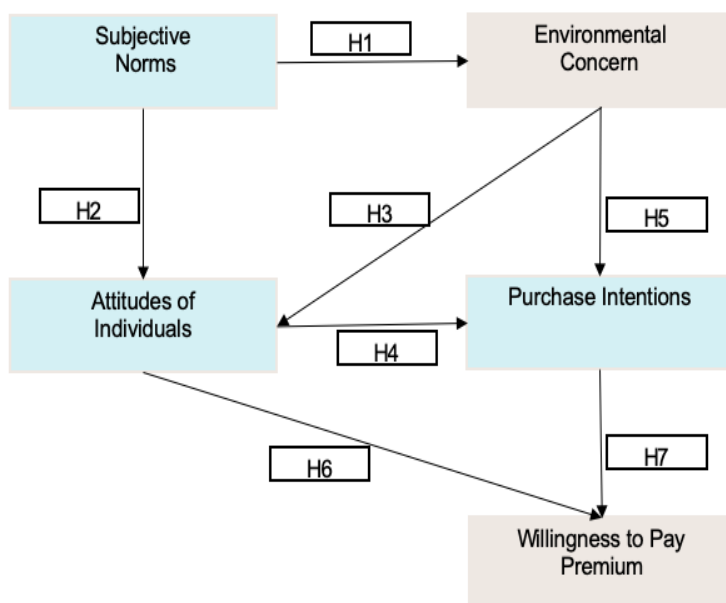 Subjective
Norms
H1
Environmental
Concern
H2
H3
H5
Attitudes of
Individuals
H4
Purchase Intentions
H6
H7
Willingness to Pay
Premium